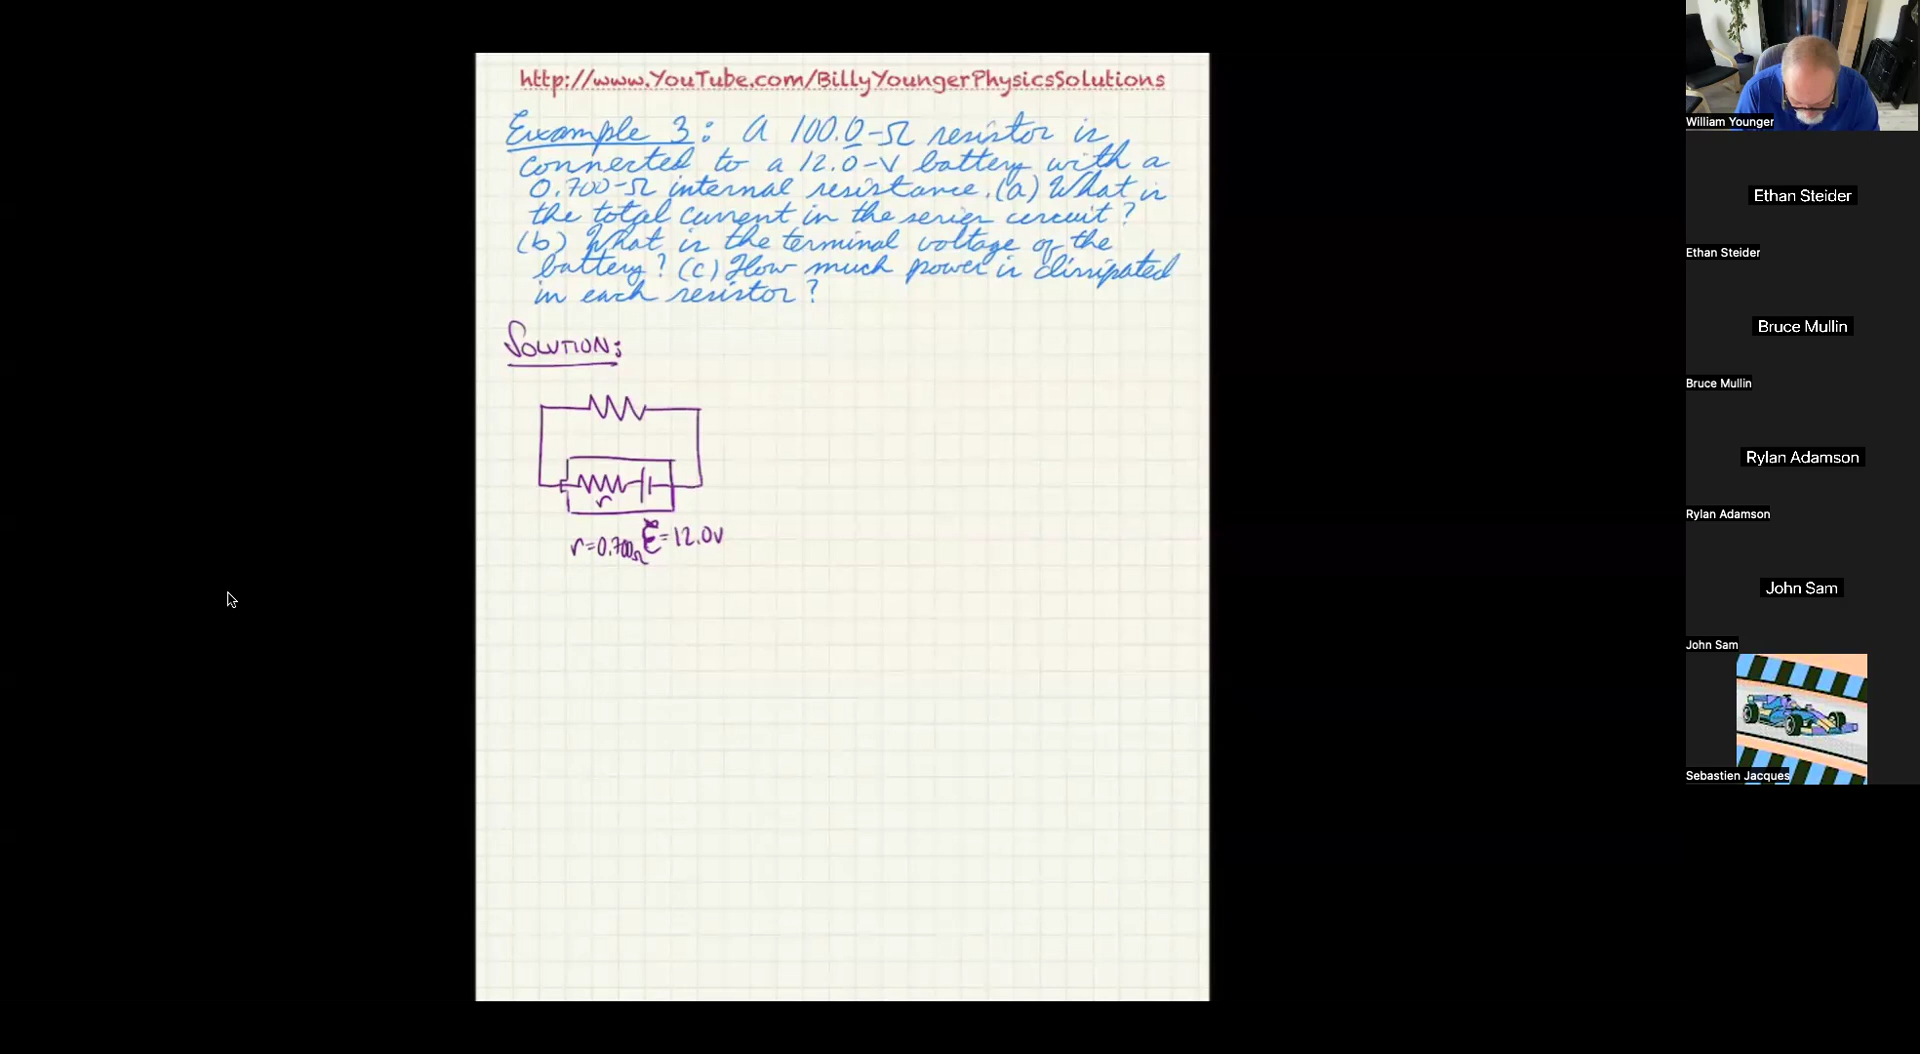 http://www.YouTube.com/BillyYoungerPhysicsSolutions
Example 3: A 100.0-Ω resistor is
connected to a 12.0-V battery with a
0.700-Ω internal resistance. (a) What is
the total current in the series circuit?
(b) What is the terminal voltage of the
battery? (c) How much power is dissipated
in each resistor?
SOLUTION:
r
r=0.700Ω ℰ=12.0V
William Younger
Ethan Steider
Ethan Steider
Bruce Mullin
Bruce Mullin
Rylan Adamson
Rylan Adamson
John Sam
John Sam
Sebastien Jacques